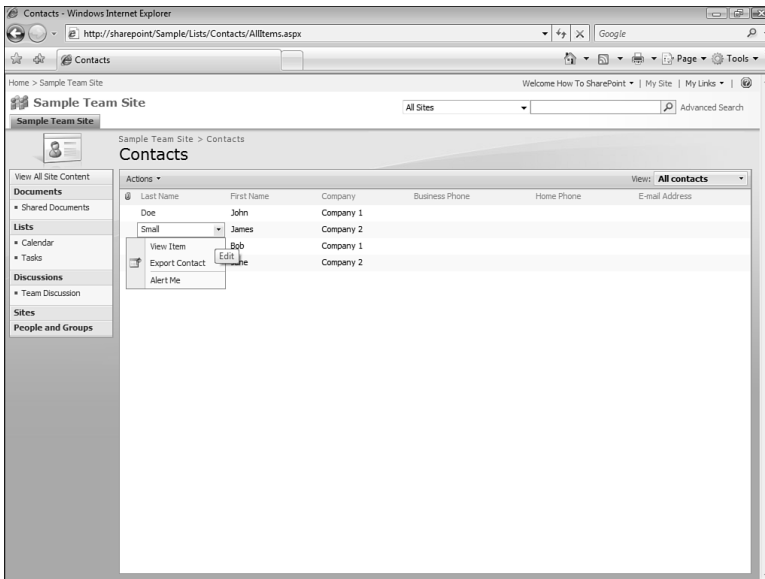 Contacts - Windows Internet Explorer
http://sharepoint/Sample/Lists/Contacts/AllItems.aspx
Google
Contacts
Page
Tools
Home > Sample Team Site
Welcome How To SharePoint
My Site | My Links
Sample Team Site
All Sites
Advanced Search
Sample Team Site
Sample Team Site > Contacts
Contacts
View All Site Content
Documents
Shared Documents
Lists
Calendar
Tasks
Discussions
Team Discussion
Sites
People and Groups
Actions
View: All contacts
Last Name First Name Company Business Phone Home Phone E-mail Address
Doe John Company 1
Small James Company 2
View Item Bob Company 1
Edit
Export Contact Company 2
Alert Me